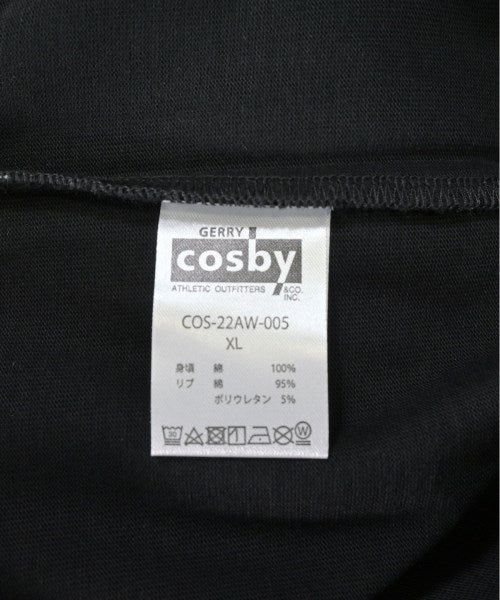 GERRY
cosby
ATHLETIC OUTFITTERS &CO. INC.
COS-22AW-005
XL
身頃 綿 100%
リブ 綿 95%
ポリウレタン 5%
30 W